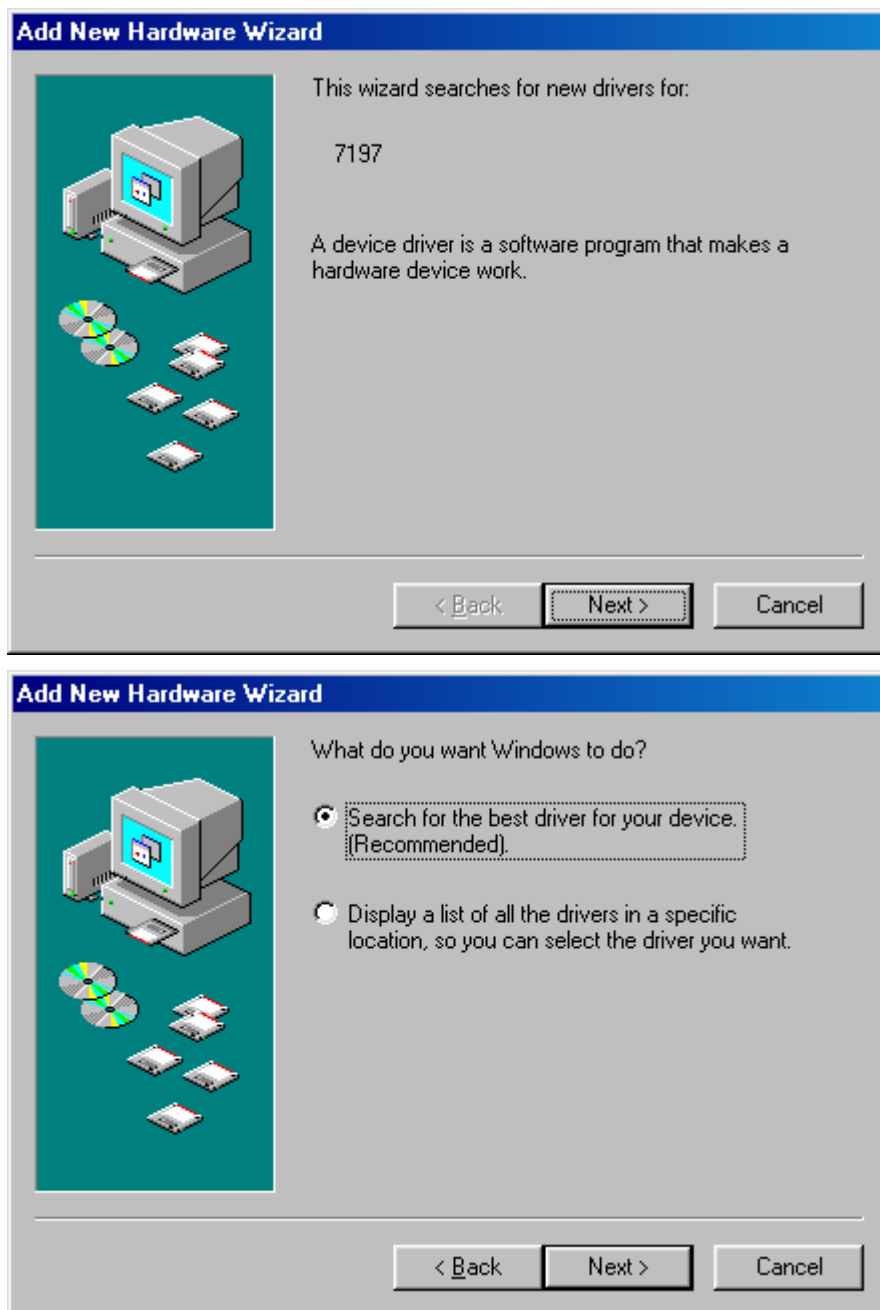 Add New Hardware Wizard
This wizard searches for new drivers for:
7197
A device driver is a software program that makes a
hardware device work.
< Back
Next >
Cancel
Add New Hardware Wizard
What do you want Windows to do?
Search for the best driver for your device.
(Recommended).
Display a list of all the drivers in a specific
location, so you can select the driver you want.
< Back
Next >
Cancel